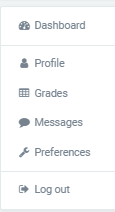 Dashboard
Profile
Grades
Messages
Preferences
Log out